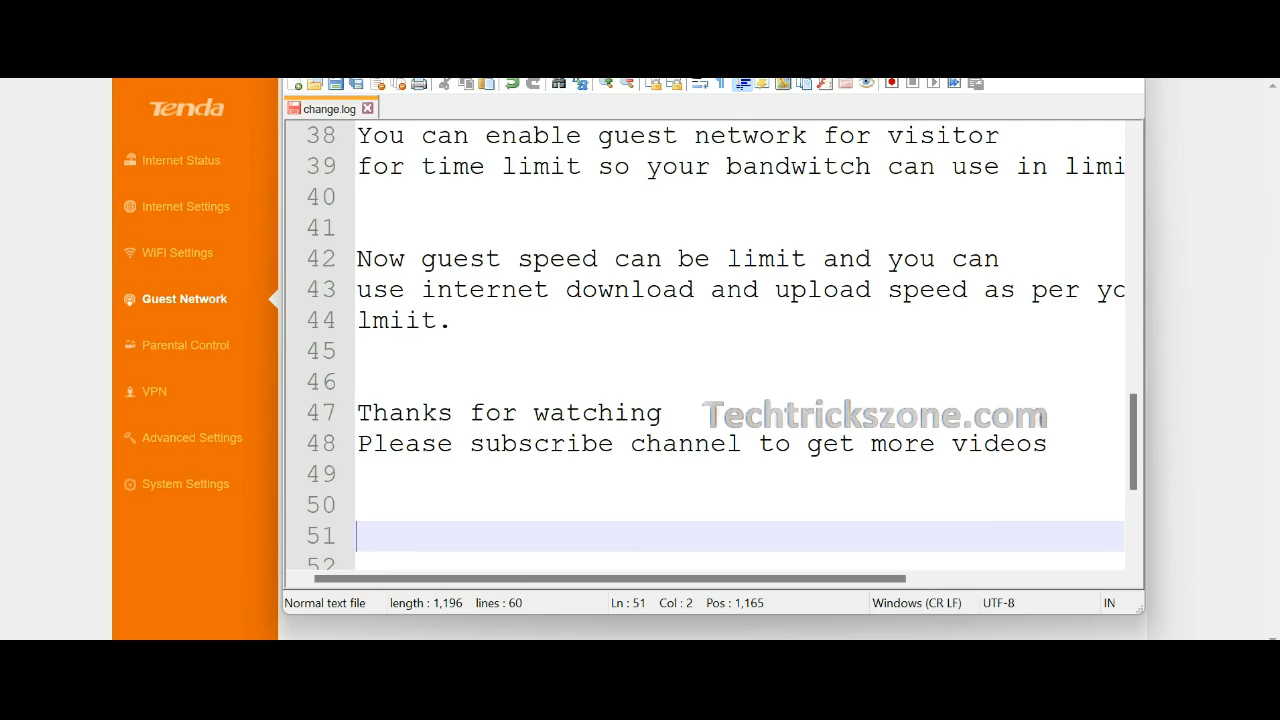 Tenda
Internet Status
Internet Settings
WiFi Settings
Guest Network
Parental Control
VPN
Advanced Settings
System Settings
change.log
38 You can enable guest network for visitor
39 for time limit so your bandwitch can use in limi
40
41
42 Now guest speed can be limit and you can
43 use internet download and upload speed as per yo
44 lmiit.
45
46
47 Thanks for watching
Techtrickszone.com
48 Please subscribe channel to get more videos
49
50
51
52
Normal text file length : 1,196 lines : 60 Ln : 51 Col : 2 Pos : 1,165 Windows (CR LF) UTF-8 IN